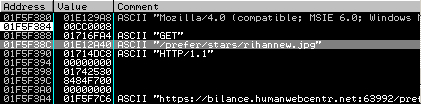 Address Value Comment
01F5F380 01E129A8 ASCII "Mozilla/4.0 (compatible; MSIE 6.0; Windows N
01F5F384 00CC0008
01F5F388 01716FA4 ASCII "GET"
01F5F38C 01E12A40 ASCII "/prefer/stars/rihannew.jpg"
01F5F390 01714DC8 ASCII "HTTP/1.1"
01F5F394 00000000
01F5F398 01742530
01F5F39C 8484F700
01F5F3A0 00000000
01F5F3A4 01F5F7C6 ASCII "https://bilance.humanwebcentr.net:63992/pref